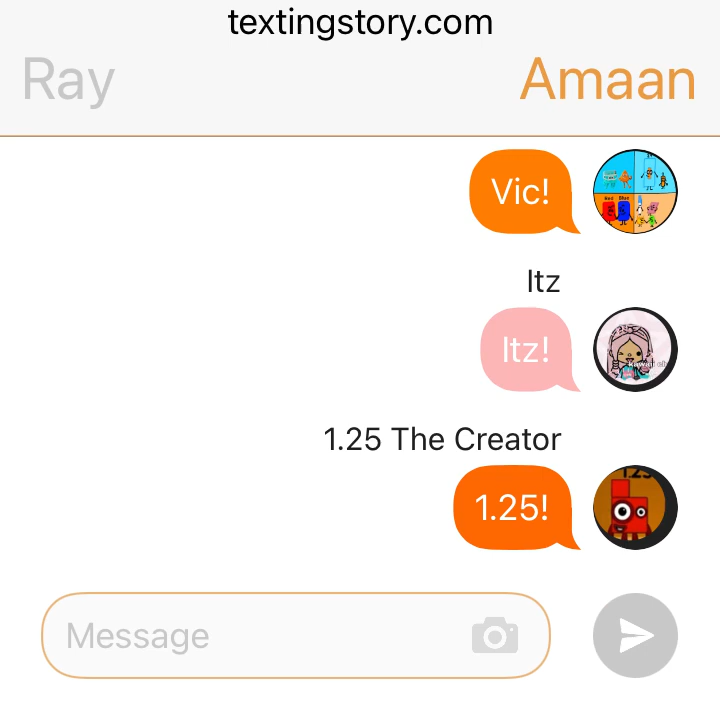 textingstory.com
Ray
Amaan
Vic!
Itz
Itz!
1.25 The Creator
1.25!
Message